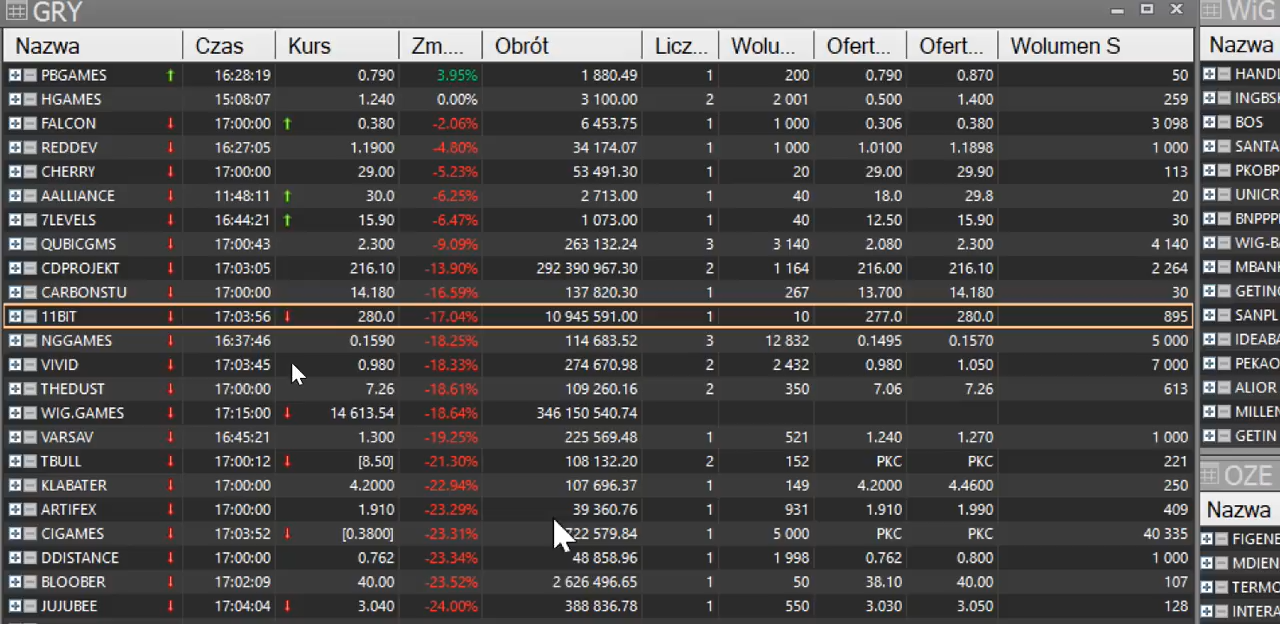 GRY
WiG
Nazwa Czas Kurs Zm.... Obrót Licz... Wolu... Ofert... Ofert... Wolumen S
Nazwa
PBGAMES 16:28:19 0.790 3.95% 1 880.49 1 200 0.790 0.870 50
HANDL
HGAMES 15:08:07 1.240 0.00% 3 100.00 2 2 001 0.500 1.400 259
INGBSK
FALCON 17:00:00 0.380 -2.06% 6 453.75 1 1 000 0.306 0.380 3 098
BOS
REDDEV 16:27:05 1.1900 -4.80% 34 174.07 1 1 000 1.0100 1.1898 1 000
SANTA
CHERRY 17:00:00 29.00 -5.23% 53 491.30 1 20 29.00 29.90 113
PKOBP
AALLIANCE 11:48:11 30.0 -6.25% 2 713.00 1 40 18.0 29.8 20
UNICR
7LEVELS 16:44:21 15.90 -6.47% 1 073.00 1 40 12.50 15.90 30
BNPPP
QUBICGMS 17:00:43 2.300 -9.09% 263 132.24 3 3 140 2.080 2.300 4 140
WIG-BA
CDPROJEKT 17:03:05 216.10 -13.90% 292 390 967.30 2 1 164 216.00 216.10 2 264
MBANK
CARBONSTU 17:00:00 14.180 -16.59% 137 820.30 1 267 13.700 14.180 30
GETING
11BIT 17:03:56 280.0 -17.04% 10 945 591.00 1 10 277.0 280.0 895
SANPL
NGGAMES 16:37:46 0.1590 -18.25% 114 683.52 3 12 832 0.1495 0.1570 5 000
IDEABA
VIVID 17:03:45 0.980 -18.33% 274 670.98 2 2 432 0.980 1.050 7 000
PEKAO
THEDUST 17:00:00 7.26 -18.61% 109 260.16 2 350 7.06 7.26 613
ALIOR
WIG.GAMES 17:15:00 14 613.54 -18.64% 346 150 540.74
MILLEN
VARSAV 16:45:21 1.300 -19.25% 225 569.48 1 521 1.240 1.270 1 000
GETIN
TBULL 17:00:12 [8.50] -21.30% 108 132.20 2 152 PKC PKC 221
OZE
KLABATER 17:00:00 4.2000 -22.94% 107 696.37 1 149 4.2000 4.4600 250
ARTIFEX 17:00:00 1.910 -23.29% 39 360.76 1 931 1.910 1.990 409
Nazwa
CIGAMES 17:03:52 [0.3800] -23.31% 1 5 000 PKC PKC 40 335
FIGENE
DDISTANCE 17:00:00 0.762 -23.34% 48 858.96 1 1 998 0.762 0.800 1 000
MDIEN
BLOOBER 17:02:09 40.00 -23.52% 2 626 496.65 1 50 38.10 40.00 107
TERMO
JUJUBEE 17:04:04 3.040 -24.00% 388 836.78 1 550 3.030 3.050 128
INTERA